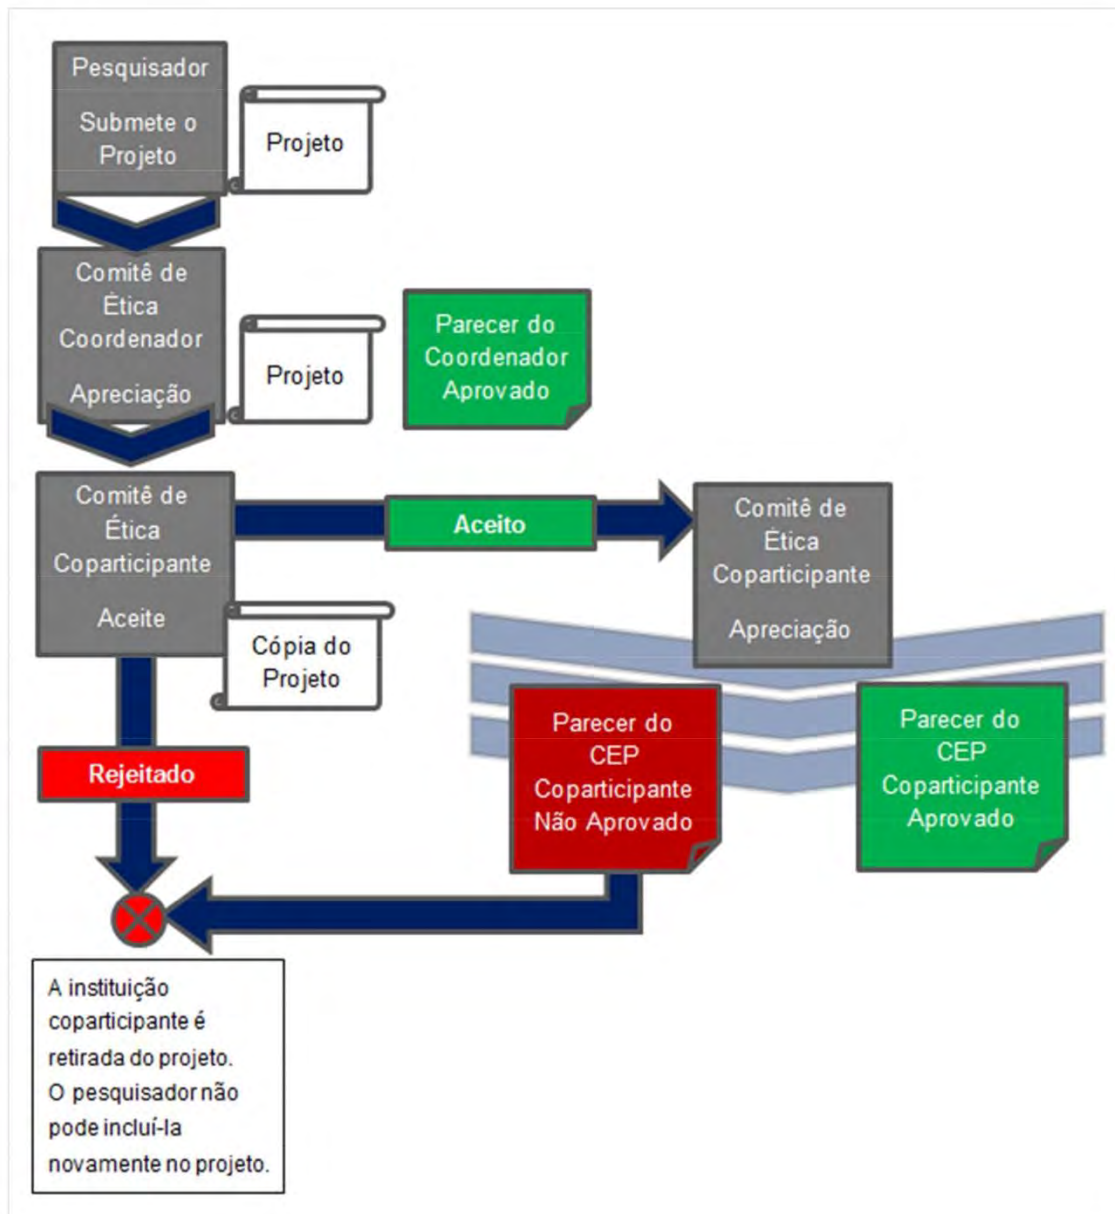 Pesquisador
Submete o
Projeto
Projeto
Comitê de
Ética
Coordenador
Apreciação
Projeto
Parecer do
Coordenador
Aprovado
Comitê de
Ética
Coparticipante
Aceite
Cópia do
Projeto
Aceito
Comitê de
Ética
Coparticipante
Apreciação
Parecer do
CEP
Coparticipante
Não Aprovado
Parecer do
CEP
Coparticipante
Aprovado
Rejeitado
A instituição
coparticipante é
retirada do projeto.
O pesquisador não
pode incluí-la
novamente no projeto.